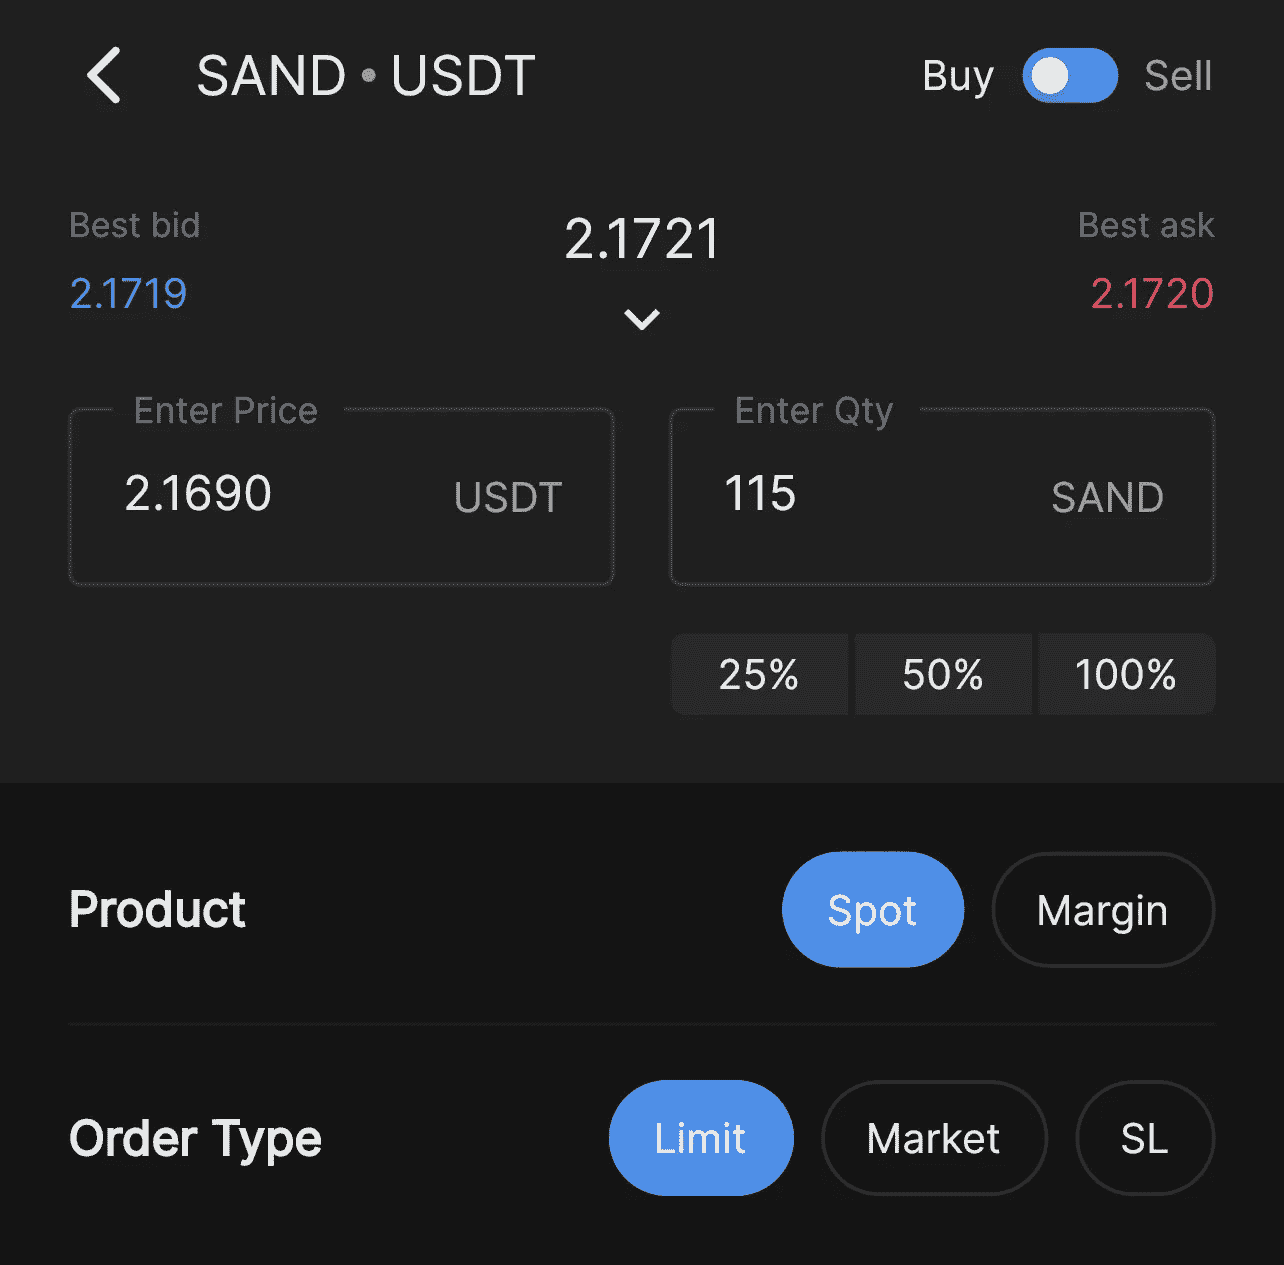 SAND • USDT Buy Sell
Best bid 2.1721 Best ask
2.1719 2.1720
Enter Price Enter Qty
2.1690 USDT 115 SAND
25% 50% 100%
Product Spot Margin
Order Type Limit Market SL